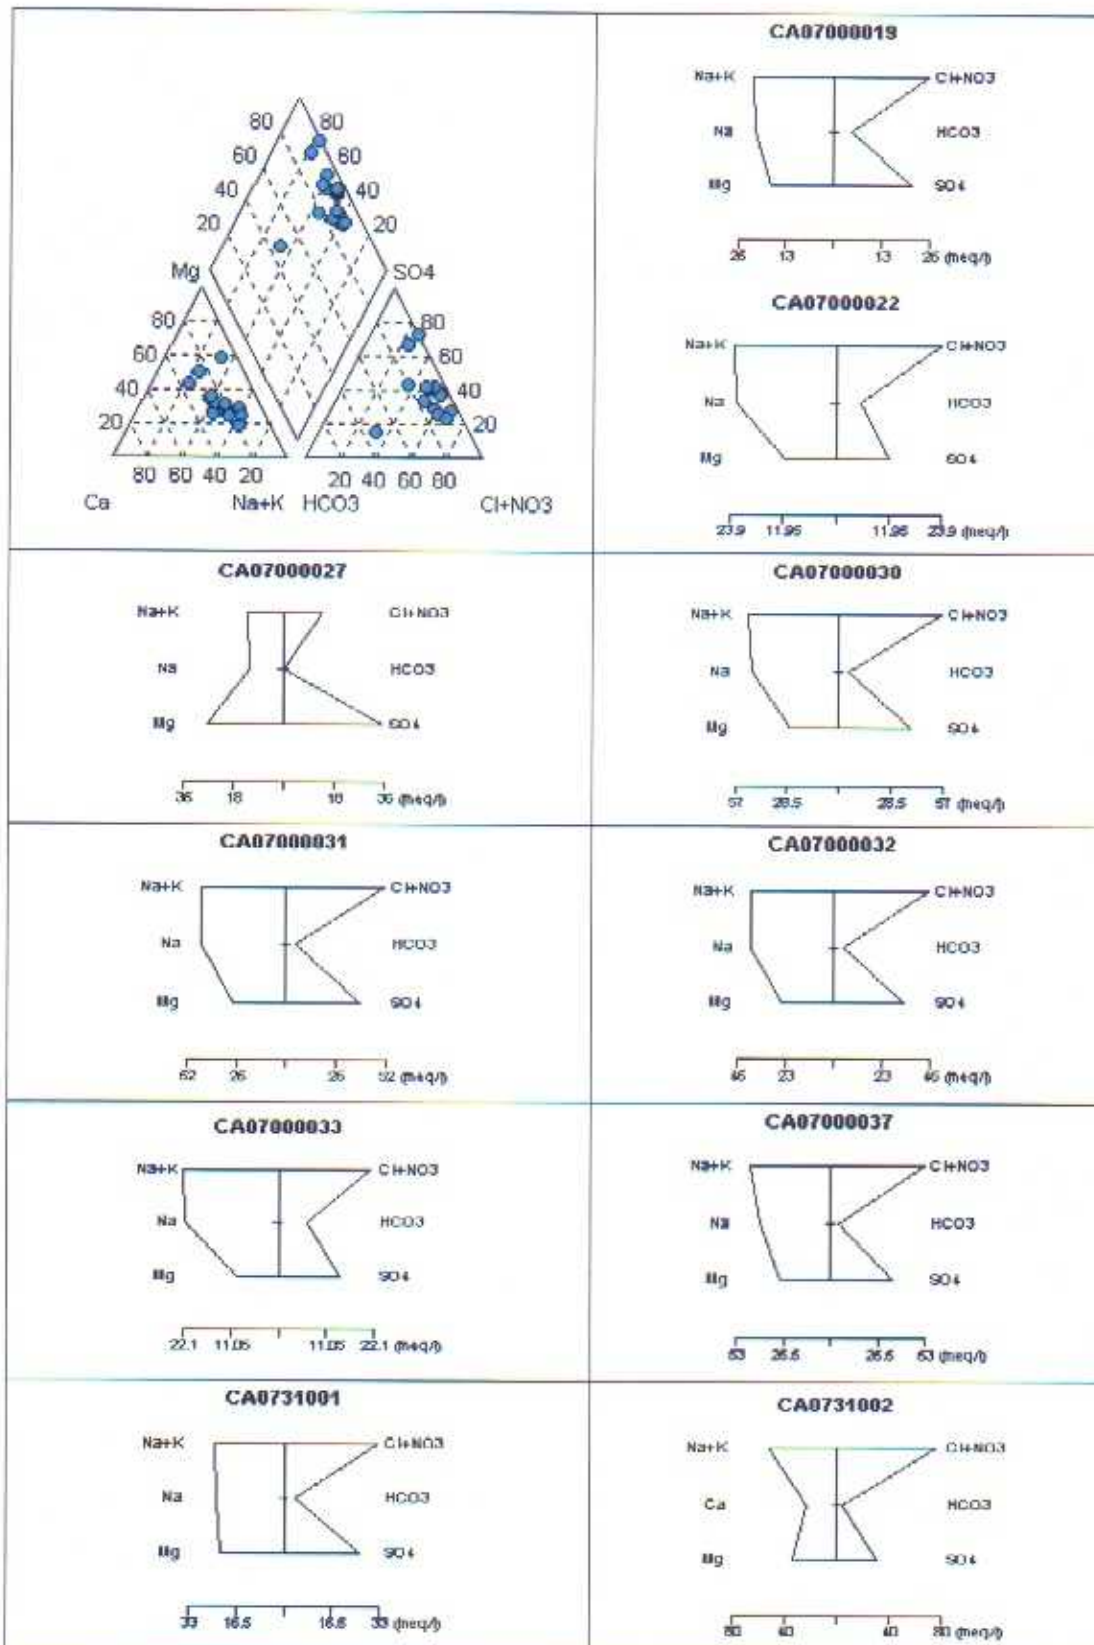 80 80
60 60
40 40
20 20
Mg SO4
80 80
60 60
40 40
20 20
80 60 40 20 20 40 60 80
Ca Na+K HCO3 Cl+NO3
CA07000019
Na+K Cl+NO3
Na HCO3
Mg SO4
26 13 13 26 (meq/l)
CA07000022
Na+K Cl+NO3
Na HCO3
Mg SO4
23.9 11.95 11.95 23.9 (meq/l)
CA07000027
Na+K Cl+NO3
Na HCO3
Mg SO4
36 18 18 36 (meq/l)
CA07000030
Na+K Cl+NO3
Na HCO3
Mg SO4
57 28.5 28.5 57 (meq/l)
CA07000031
Na+K Cl+NO3
Na HCO3
Mg SO4
52 26 26 52 (meq/l)
CA07000032
Na+K Cl+NO3
Na HCO3
Mg SO4
46 23 23 46 (meq/l)
CA07000033
Na+K Cl+NO3
Na HCO3
Mg SO4
22.1 11.05 11.05 22.1 (meq/l)
CA07000037
Na+K Cl+NO3
Na HCO3
Mg SO4
53 26.5 26.5 53 (meq/l)
CA0731001
Na+K Cl+NO3
Na HCO3
Mg SO4
33 16.5 16.5 33 (meq/l)
CA0731002
Na+K Cl+NO3
Ca HCO3
Mg SO4
80 40 40 80 (meq/l)